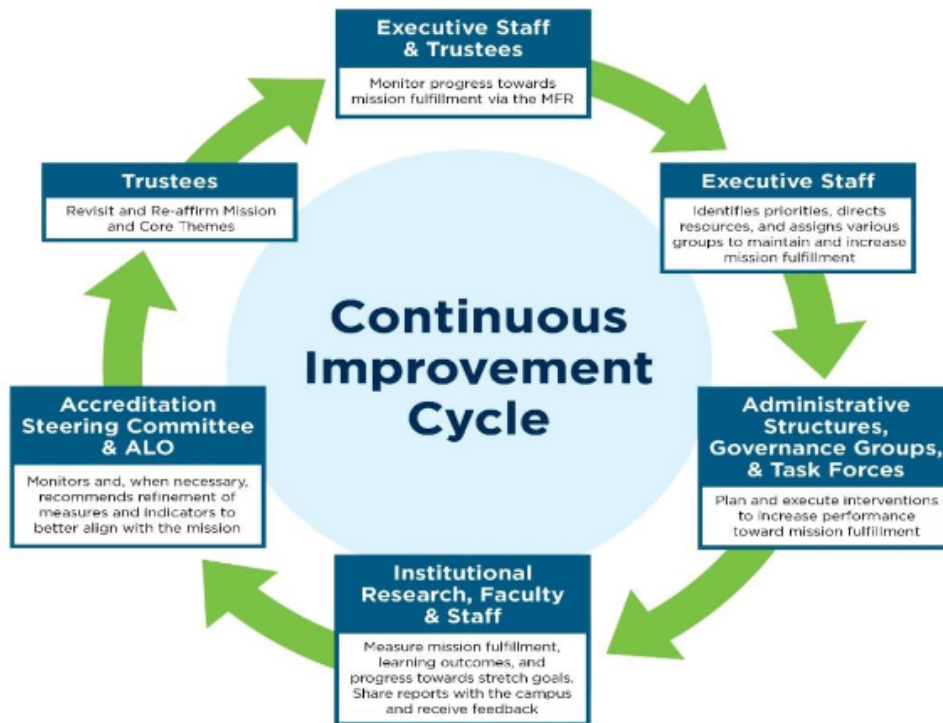 Executive Staff
& Trustees
Monitor progress towards
mission fulfillment via the MFR
Executive Staff
Identifies priorities, directs
resources, and assigns various
groups to maintain and increase
mission fulfillment
Administrative
Structures,
Governance Groups,
& Task Forces
Plan and execute interventions
to increase performance
toward mission fulfillment
Institutional
Research, Faculty
& Staff
Measure mission fulfillment,
learning outcomes, and
progress towards stretch goals.
Share reports with the campus
and receive feedback
Accreditation
Steering Committee
& ALO
Monitors and, when necessary,
recommends refinement of
measures and indicators to
better align with the mission
Trustees
Revisit and Re-affirm Mission
and Core Themes
Continuous
Improvement
Cycle